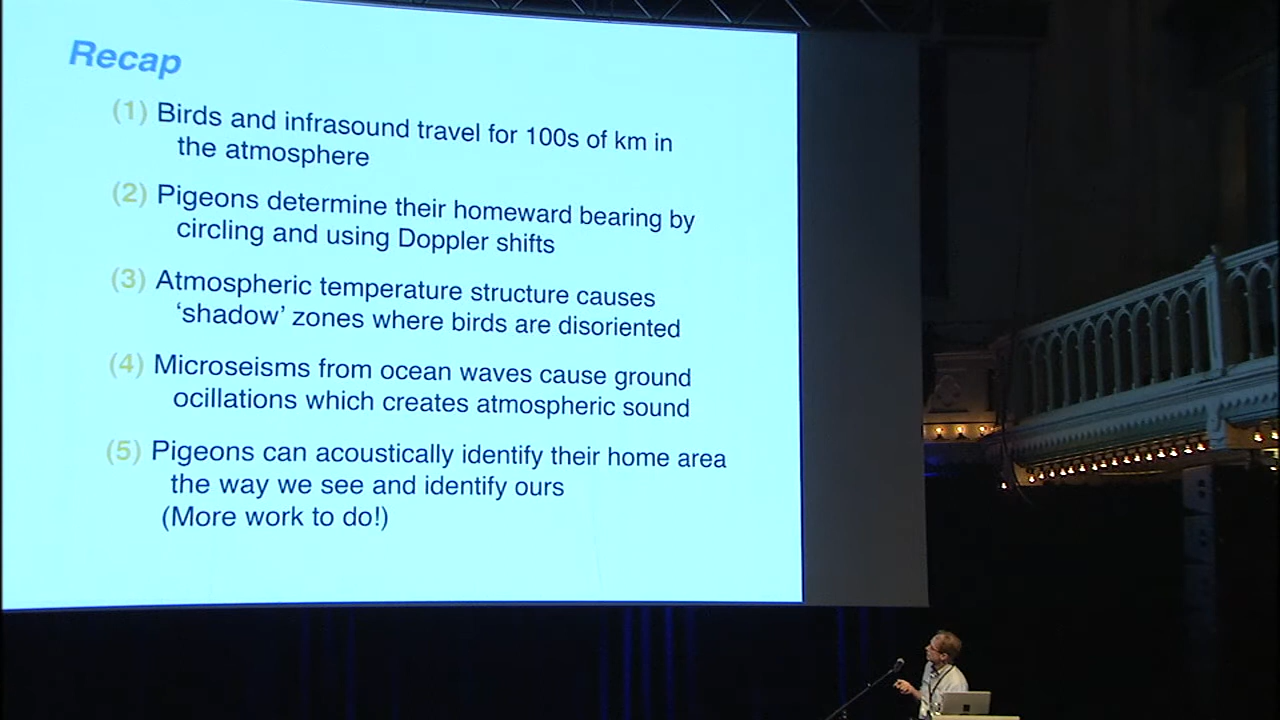 Recap
(1) Birds and infrasound travel for 100s of km in
the atmosphere
(2) Pigeons determine their homeward bearing by
circling and using Doppler shifts
(3) Atmospheric temperature structure causes
‘shadow’ zones where birds are disoriented
(4) Microseisms from ocean waves cause ground
ocillations which creates atmospheric sound
(5) Pigeons can acoustically identify their home area
the way we see and identify ours
(More work to do!)